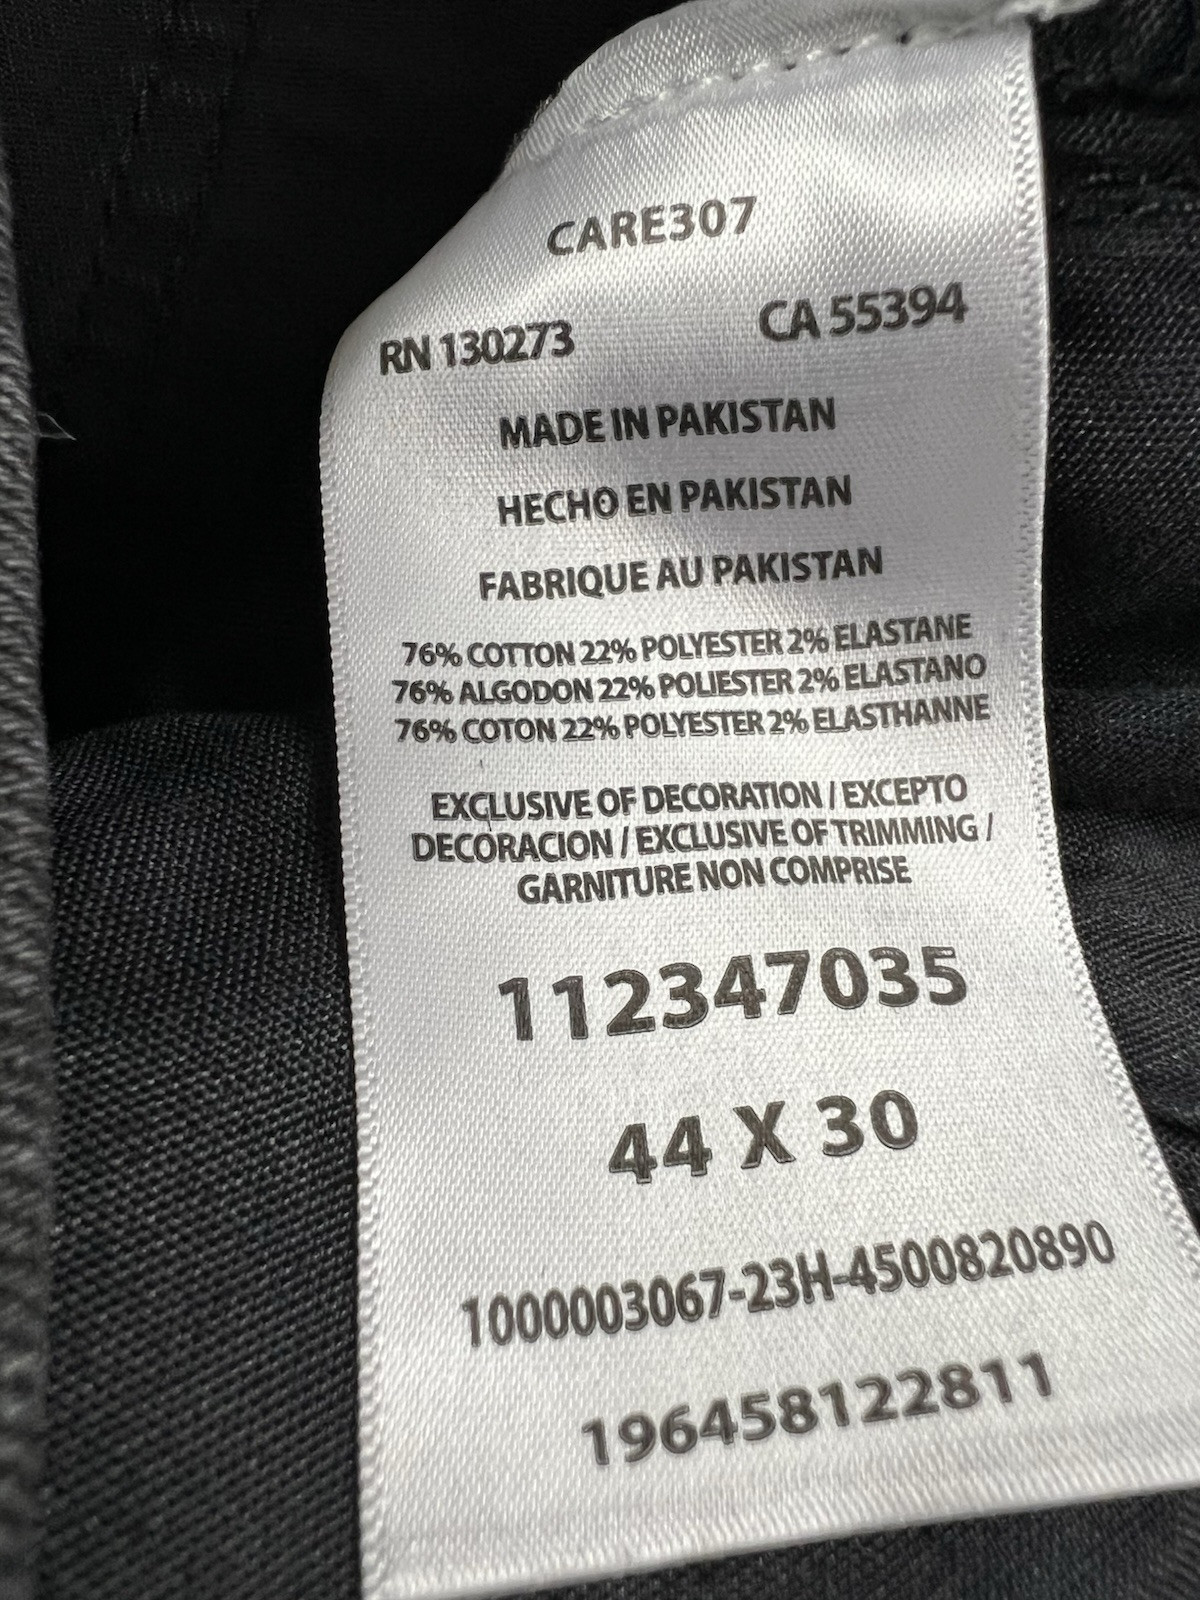 CARE307
RN 130273 CA 55394
MADE IN PAKISTAN
HECHO EN PAKISTAN
FABRIQUE AU PAKISTAN
76% COTTON 22% POLYESTER 2% ELASTANE
76% ALGODON 22% POLIESTER 2% ELASTANO
76% COTON 22% POLYESTER 2% ELASTHANNE
EXCLUSIVE OF DECORATION / EXCEPTO
DECORACION / EXCLUSIVE OF TRIMMING /
GARNITURE NON COMPRISE
112347035
44 X 30
1000003067-23H-4500820890
196458122811